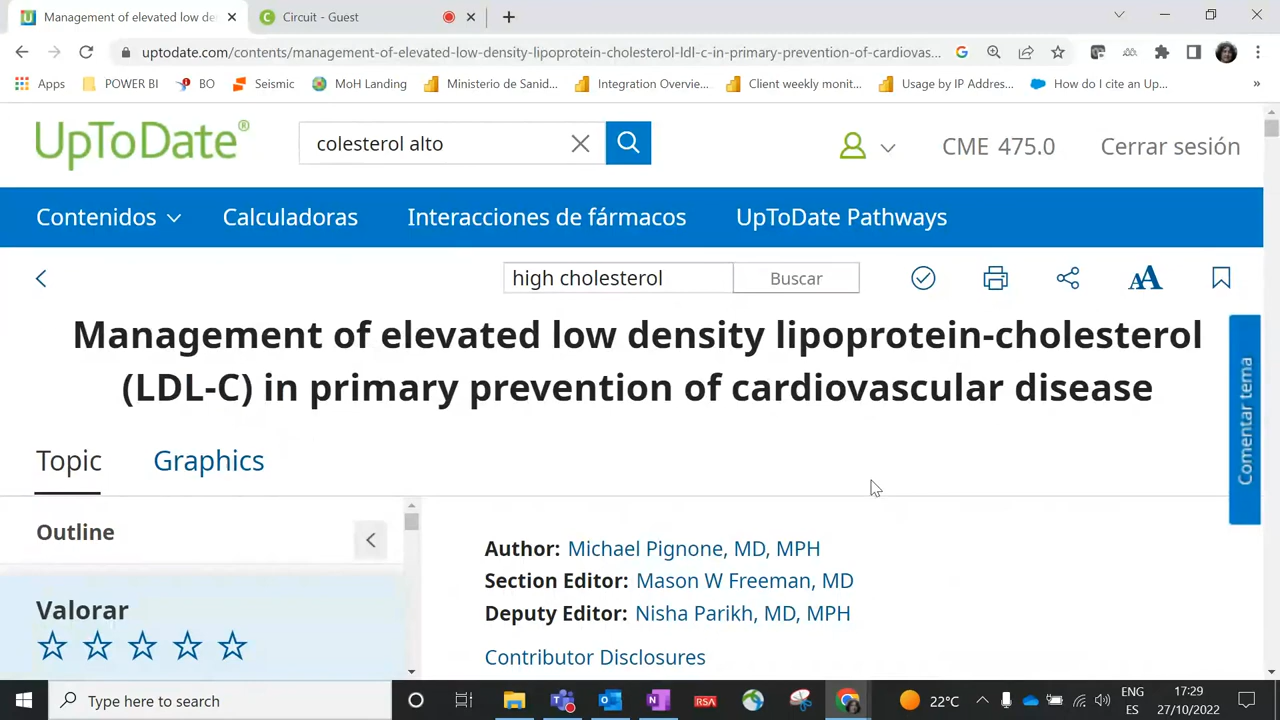 Management of elevated low de
Circuit - Guest
uptodate.com/contents/management-of-elevated-low-density-lipoprotein-cholesterol-ldl-c-in-primary-prevention-of-cardiovas...
Apps
POWER BI
BO
Seismic
MoH Landing
Ministerio de Sanid...
Integration Overvie...
Client weekly monit...
Usage by IP Addres...
How do I cite an Up...
»
UpToDate®
colesterol alto
CME 475.0
Cerrar sesión
Contenidos
Calculadoras
Interacciones de fármacos
UpToDate Pathways
high cholesterol
Buscar
AA
Management of elevated low density lipoprotein-cholesterol
(LDL-C) in primary prevention of cardiovascular disease
Comentar tema
Topic
Graphics
Outline
Author: Michael Pignone, MD, MPH
Section Editor: Mason W Freeman, MD
Deputy Editor: Nisha Parikh, MD, MPH
Contributor Disclosures
Valorar
Type here to search
RSA
22°C
ENG
ES
17:29
27/10/2022